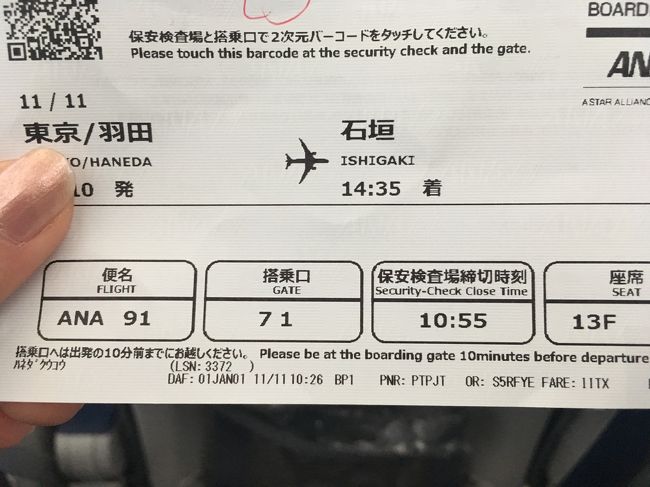 保安検査場と搭乗口で2次元バーコードをタッチしてください。
Please touch this barcode at the security check and the gate.
BOARD
AN
A STAR ALLIANC
11 / 11
東京/羽田
O/HANEDA
石垣
ISHIGAKI
10 発
14:35 着
便名
FLIGHT
ANA 91
搭乗口
GATE
71
保安検査場締切時刻
Security-Check Close Time
10:55
座席
SEAT
13F
搭乗口へは出発の10分前までにお越しください。 Please be at the boarding gate 10minutes before departure
ﾊﾈﾀﾞｸｳｺｳ (LSN:3372 )
DAF: 01JAN01 11/11 10:26 BP1 PNR: PTPJT OR: S5RFYE FARE: 1ITX